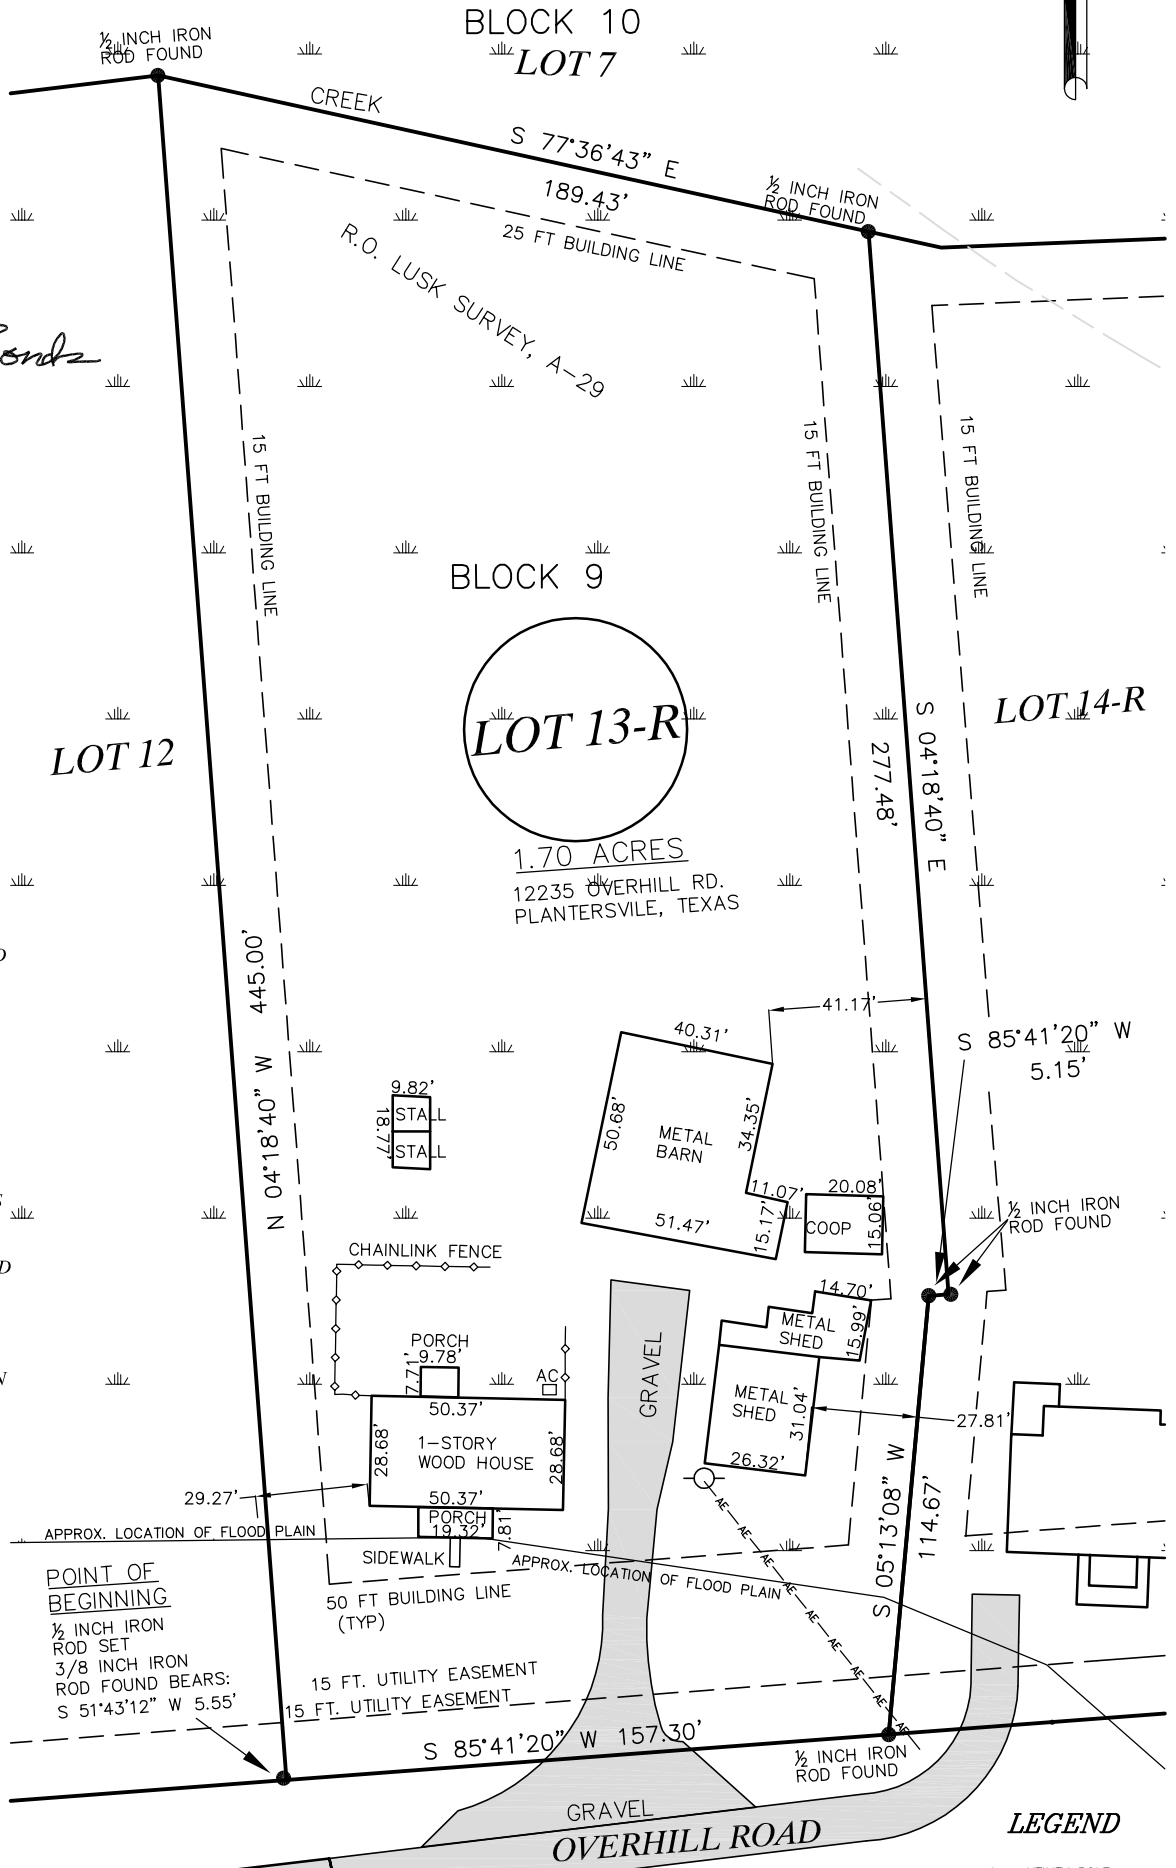 BLOCK 10
LOT 7
½ INCH IRON
ROD FOUND
CREEK
S 77°36'43" E
189.43'
½ INCH IRON
ROD FOUND
25 FT BUILDING LINE
R.O. LUSK SURVEY, A-29
15 FT BUILDING LINE
15 FT BUILDING LINE
15 FT BUILDING LINE
BLOCK 9
LOT 13-R
LOT 12
LOT 14-R
S 04°18'40" E
277.48'
1.70 ACRES
12235 OVERHILL RD.
PLANTERSVILE, TEXAS
445.00'
N 04°18'40" W
41.17'
S 85°41'20" W
5.15'
40.31'
50.68'
34.35'
METAL
BARN
11.07'
51.47'
15.17'
9.82'
18.77'
STALL
STALL
20.08'
COOP
15.06'
½ INCH IRON
ROD FOUND
CHAINLINK FENCE
14.70'
METAL
SHED
15.99'
PORCH
7.71'
9.78'
AC
GRAVEL
METAL
SHED
31.04'
26.32'
27.81'
50.37'
28.68'
1-STORY
WOOD HOUSE
28.68'
50.37'
29.27'
PORCH
19.32'
7.81'
SIDEWALK
APPROX. LOCATION OF FLOOD PLAIN
APPROX. LOCATION OF FLOOD PLAIN
S 05°13'08" W
114.67'
POINT OF
BEGINNING
½ INCH IRON
ROD SET
3/8 INCH IRON
ROD FOUND BEARS:
S 51°43'12" W 5.55'
50 FT BUILDING LINE
(TYP)
AE
AE
AE
AE
AE
AE
AE
AE
15 FT. UTILITY EASEMENT
15 FT. UTILITY EASEMENT
S 85°41'20" W 157.30'
½ INCH IRON
ROD FOUND
GRAVEL
OVERHILL ROAD
LEGEND